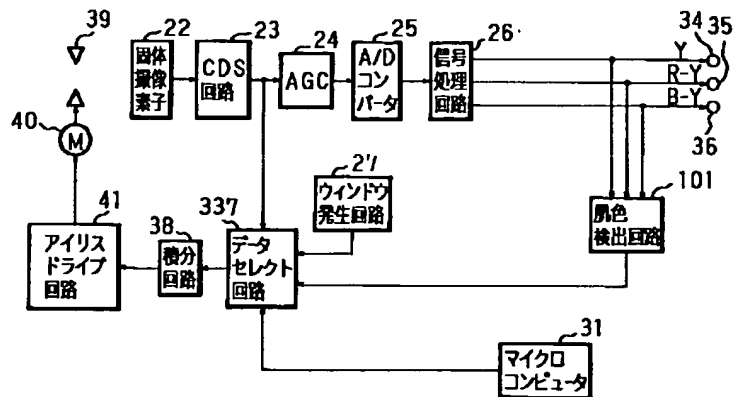 39
22
固体
撮像
素子
23
CDS
回路
24
AGC
25
A/D
コン
バータ
26
信号
処理
回路
Y
R-Y
B-Y
34
35
36
40
M
41
アイリス
ドライブ
回路
38
積分
回路
337
データ
セレクト
回路
27
ウィンドウ
発生回路
101
肌色
検出回路
31
マイクロ
コンピュータ